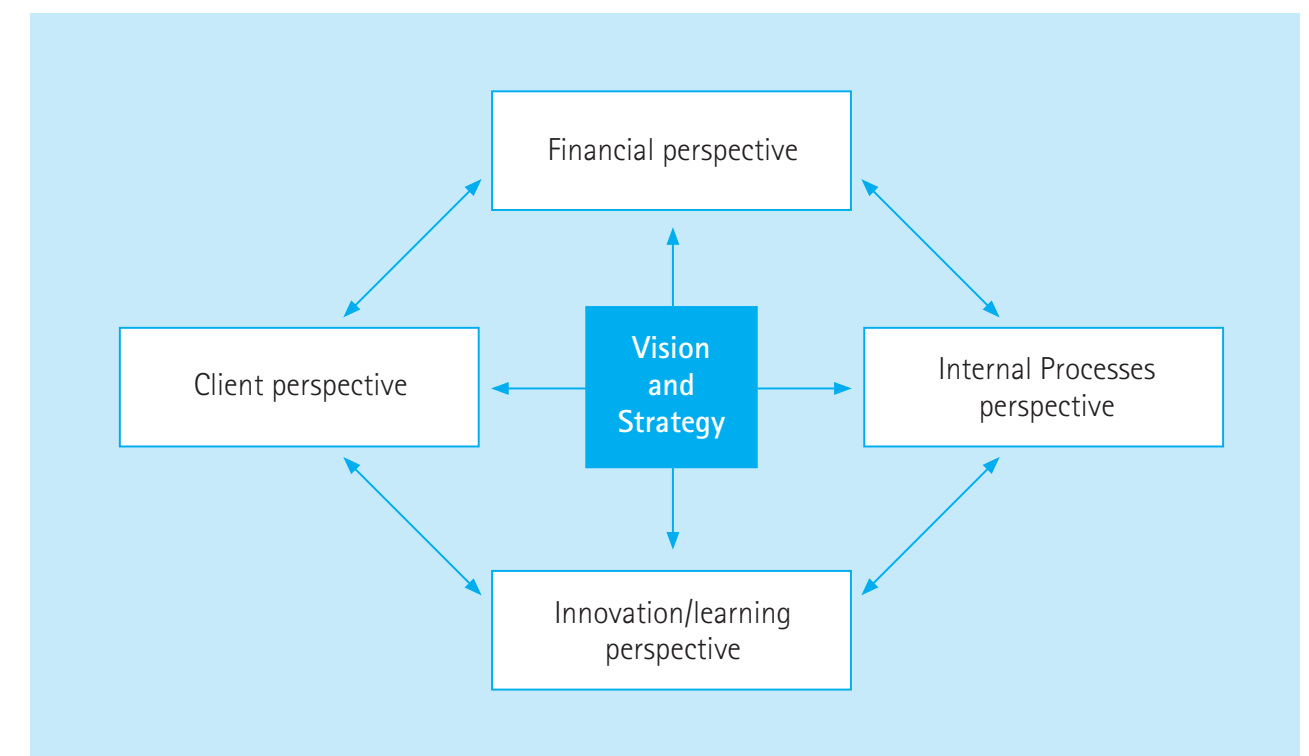 Financial perspective
Client perspective
Vision
and
Strategy
Internal Processes
perspective
Innovation/learning
perspective